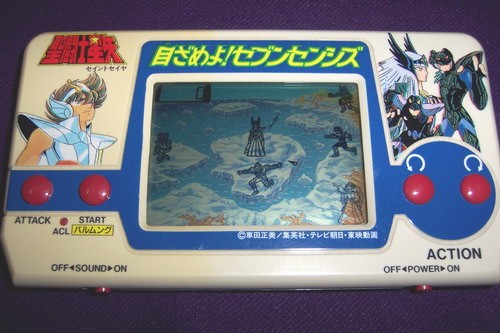 聖闘士星矢
セイントセイヤ
目ざめよ!セブンセンシズ
ATTACK
START
ACL
バルムング
©車田正美/集英社・テレビ朝日・東映動画
ACTION
OFF◀SOUND▶ON
OFF◀POWER▶ON